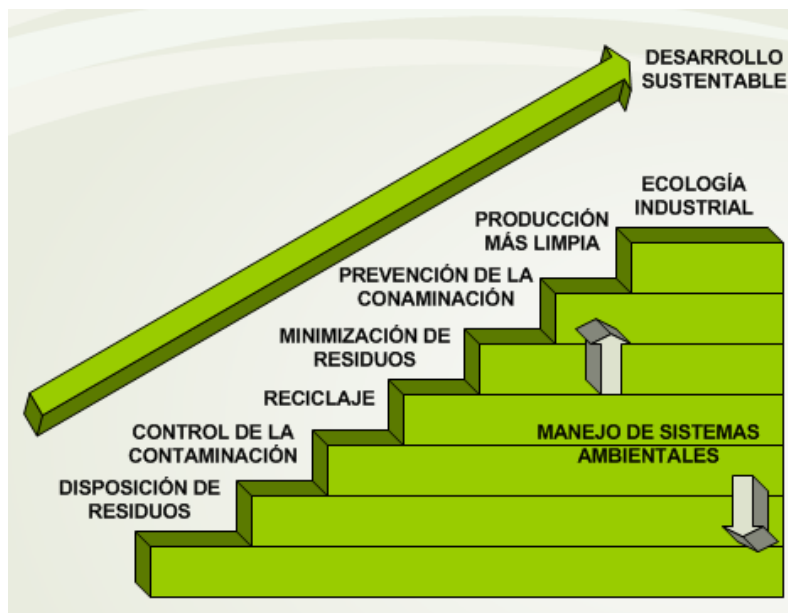 DESARROLLO
SUSTENTABLE
ECOLOGÍA
INDUSTRIAL
PRODUCCIÓN
MÁS LIMPIA
PREVENCIÓN DE LA
CONAMINACIÓN
MINIMIZACIÓN DE
RESIDUOS
RECICLAJE
CONTROL DE LA
CONTAMINACIÓN
MANEJO DE SISTEMAS
AMBIENTALES
DISPOSICIÓN DE
RESIDUOS